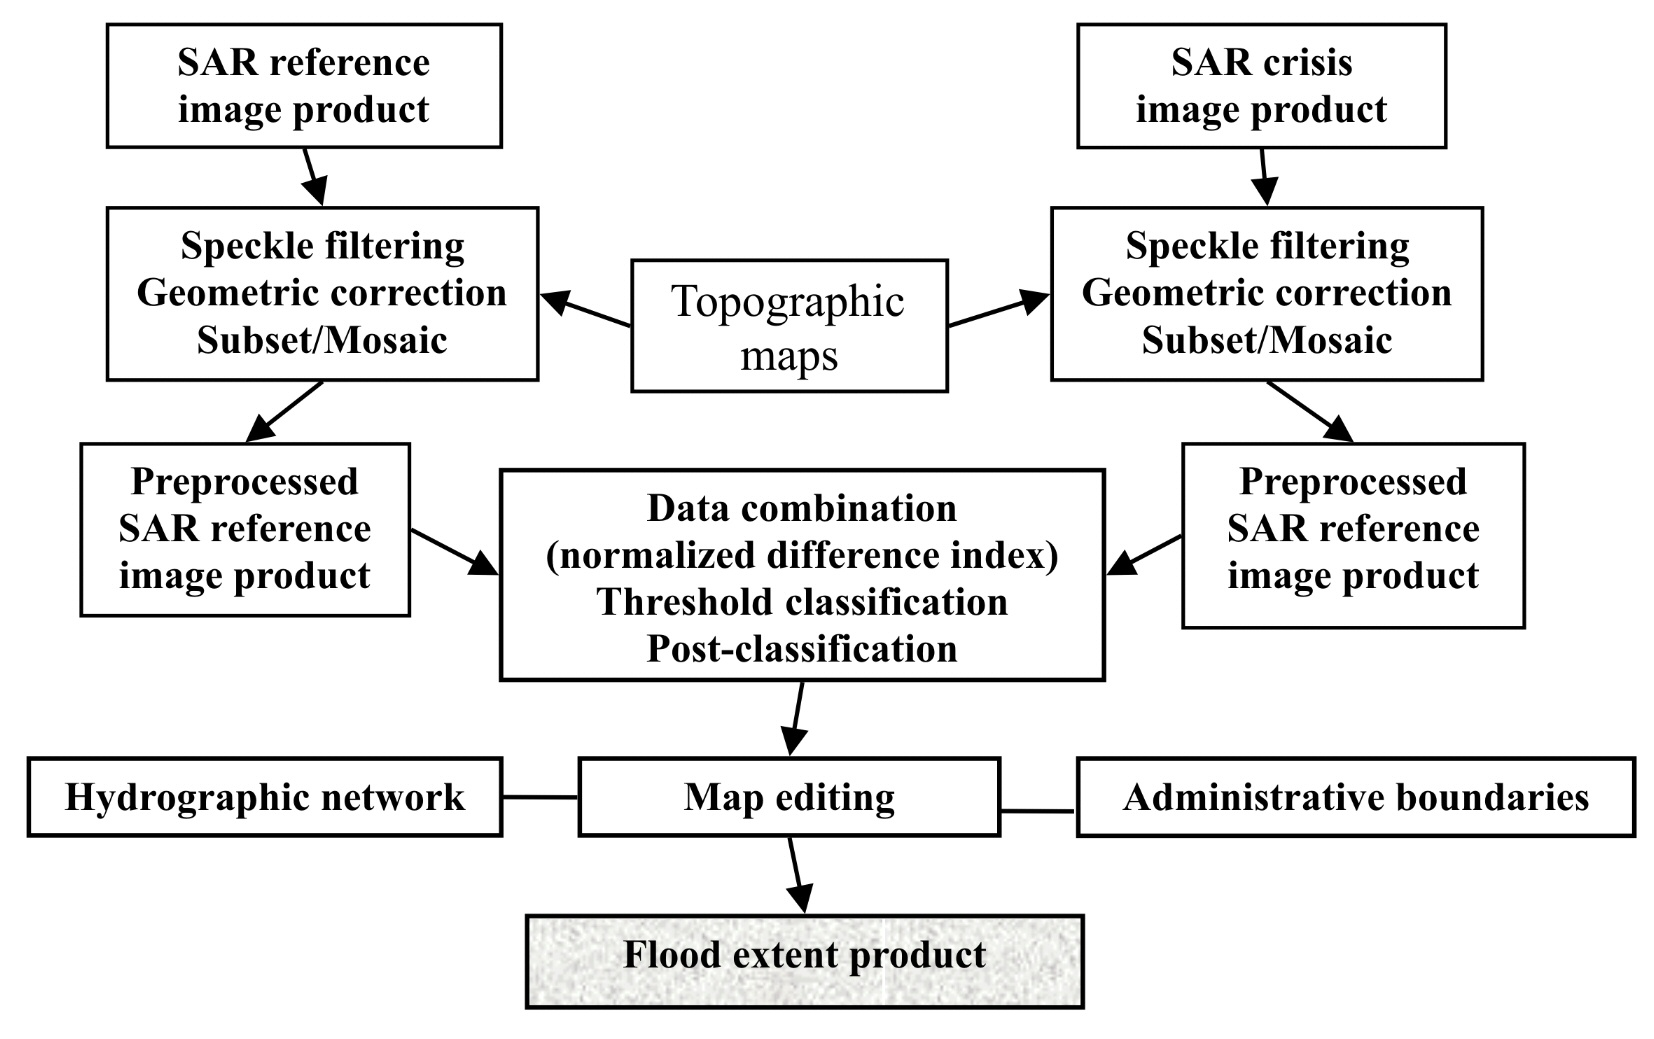 SAR reference
image product
SAR crisis
image product
Speckle filtering
Geometric correction
Subset/Mosaic
Topographic
maps
Speckle filtering
Geometric correction
Subset/Mosaic
Preprocessed
SAR reference
image product
Data combination
(normalized difference index)
Threshold classification
Post-classification
Preprocessed
SAR reference
image product
Hydrographic network
Map editing
Administrative boundaries
Flood extent product